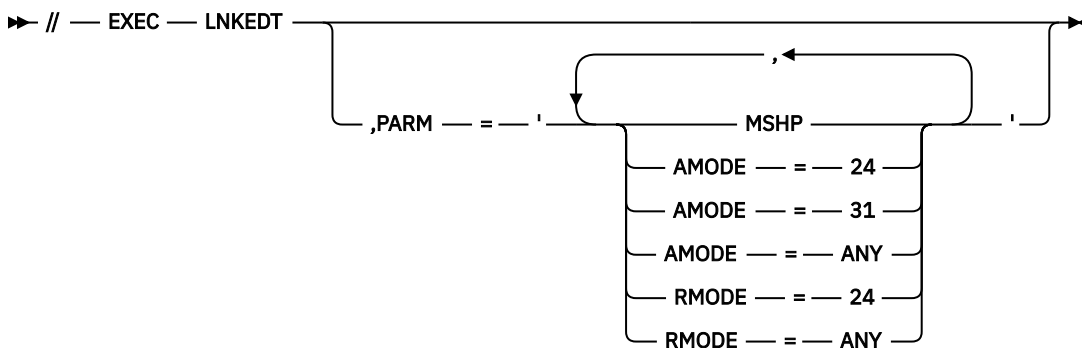 // EXEC LNKEDT
,
,PARM = ' MSHP '
AMODE = 24
AMODE = 31
AMODE = ANY
RMODE = 24
RMODE = ANY